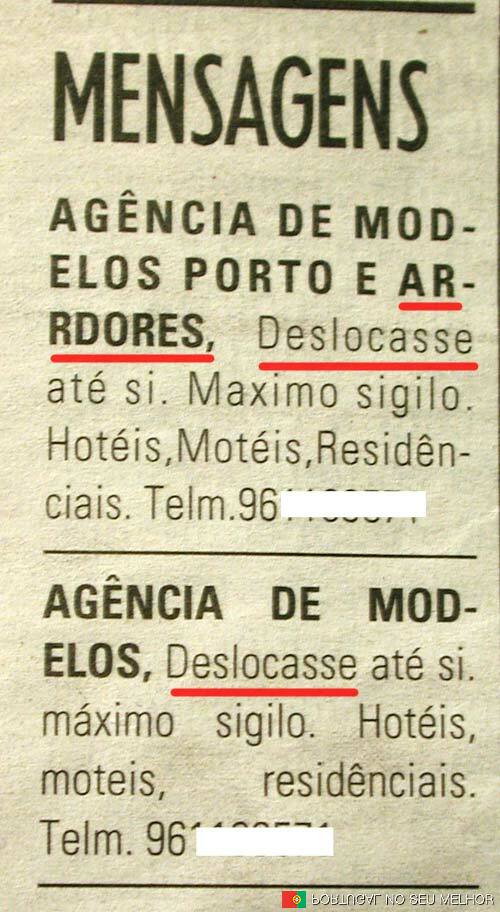 MENSAGENS
AGÊNCIA DE MOD-
ELOS PORTO E AR-
RDORES, Deslocasse
até si. Maximo sigilo.
Hotéis,Motéis,Residên-
ciais. Telm.96
AGÊNCIA DE MOD-
ELOS, Deslocasse até si.
máximo sigilo. Hotéis,
moteis, residênciais.
Telm. 961
PORTUGAL NO SEU MELHOR